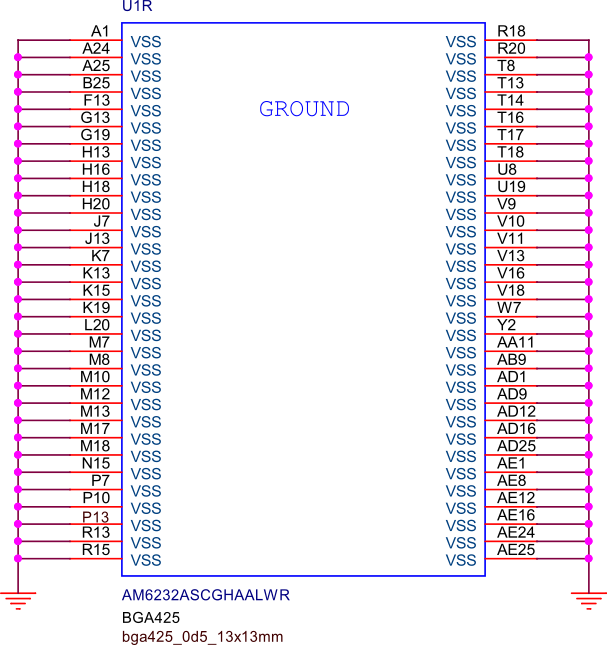 U1R
GROUND
A1 VSS VSS R18
A24 VSS VSS R20
A25 VSS VSS T8
B25 VSS VSS T13
F13 VSS VSS T14
G13 VSS VSS T16
G19 VSS VSS T17
H13 VSS VSS T18
H16 VSS VSS U8
H18 VSS VSS U19
H20 VSS VSS V9
J7 VSS VSS V10
J13 VSS VSS V11
K7 VSS VSS V13
K13 VSS VSS V16
K15 VSS VSS V18
K19 VSS VSS W7
L20 VSS VSS Y2
M7 VSS VSS AA11
M8 VSS VSS AB9
M10 VSS VSS AD1
M12 VSS VSS AD9
M13 VSS VSS AD12
M17 VSS VSS AD16
M18 VSS VSS AD25
N15 VSS VSS AE1
P7 VSS VSS AE8
P10 VSS VSS AE12
P13 VSS VSS AE16
R13 VSS VSS AE24
R15 VSS VSS AE25
AM6232ASCGHAALWR
BGA425
bga425_0d5_13x13mm